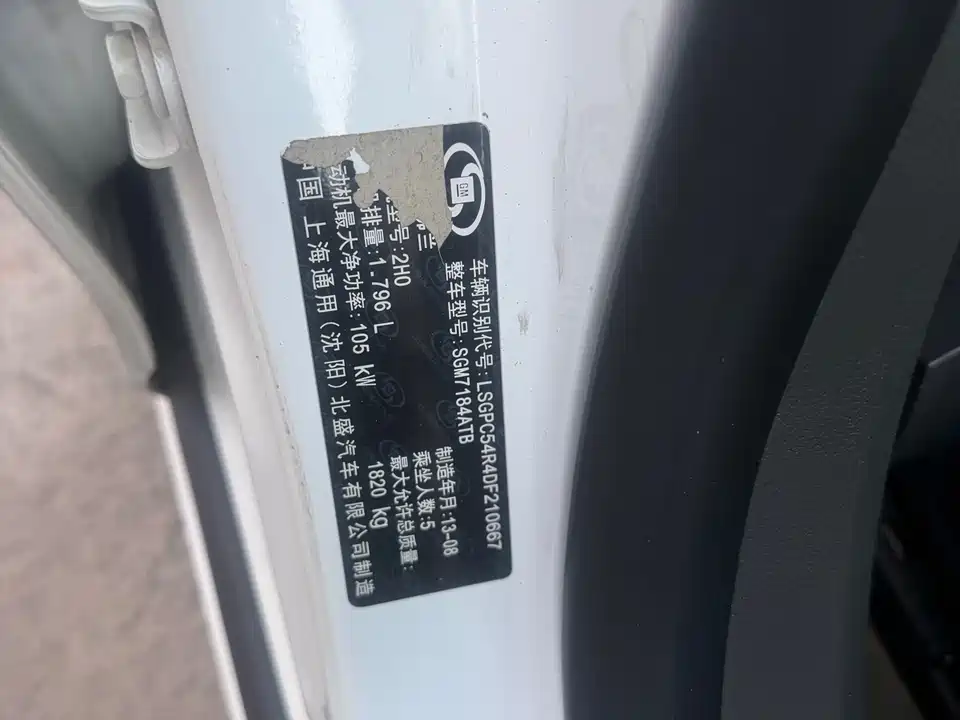 GM
车辆识别代号:LSGPC54R4DF210667
整车型号:SGM7184ATB
兰
制造年月:13-08
型号:2H0
乘坐人数:5
排量:1.796 L
最大允许总质量:
1820 kg
动机最大净功率:105 kW
国 上海通用(沈阳)北盛汽车有限公司制造